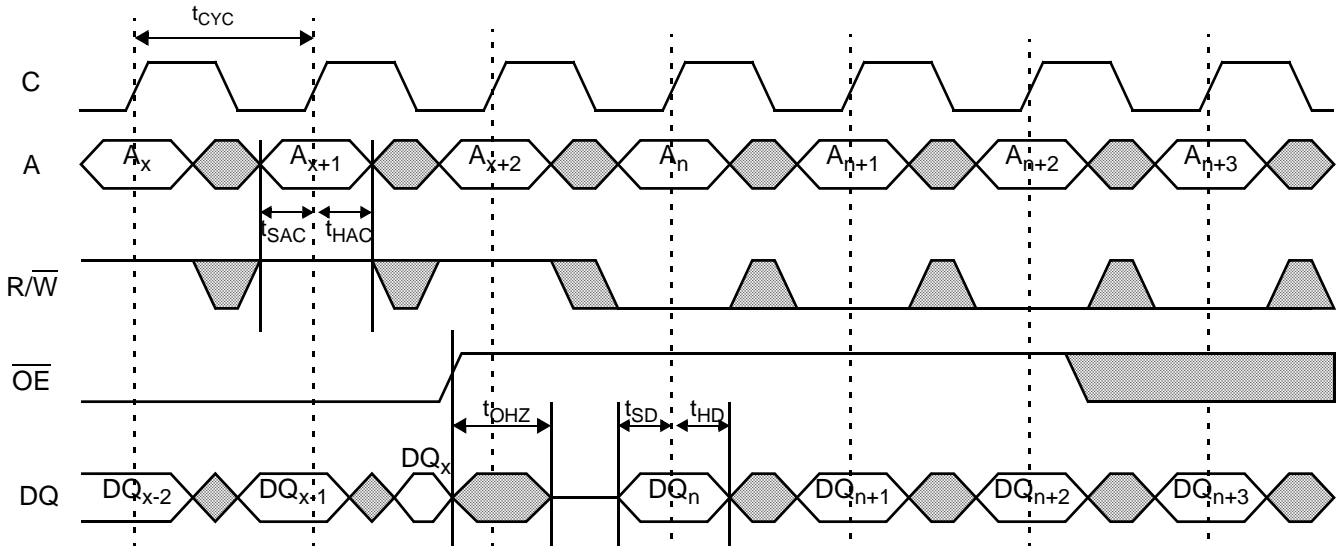 tCYC
C
A Ax Ax+1 Ax+2 An An+1 An+2 An+3
tSAC tHAC
R/W̅
O̅E̅
tOHZ tSD tHD
DQx
DQ DQx-2 DQx-1 DQn DQn+1 DQn+2 DQn+3